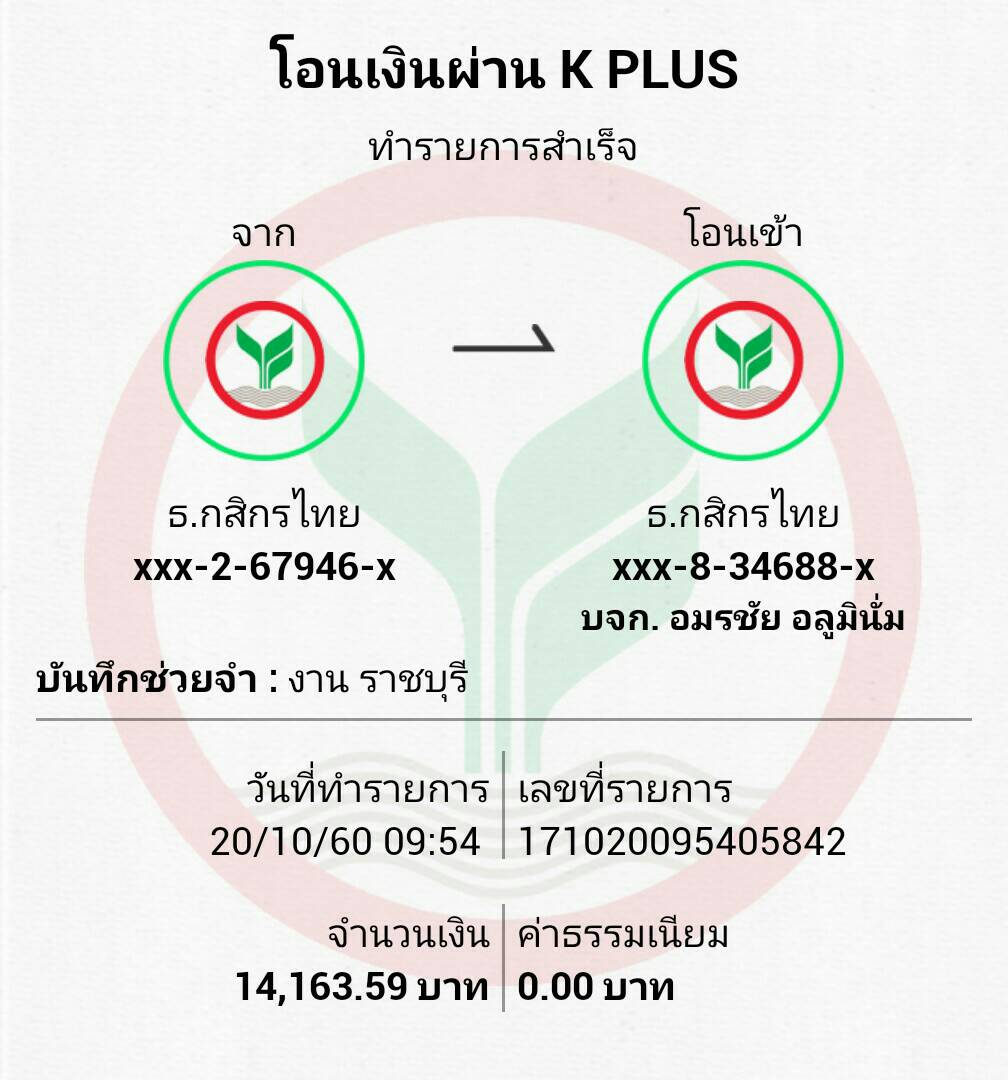 โอนเงินผ่าน K PLUS
ทำรายการสำเร็จ
จาก
โอนเข้า
ธ.กสิกรไทย
xxx-2-67946-x
ธ.กสิกรไทย
xxx-8-34688-x
บจก. อมรชัย อลูมินั่ม
บันทึกช่วยจำ : งาน ราชบุรี
วันที่ทำรายการ
20/10/60 09:54
เลขที่รายการ
171020095405842
จำนวนเงิน
14,163.59 บาท
ค่าธรรมเนียม
0.00 บาท